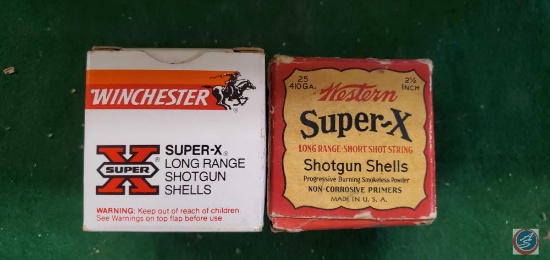 WINCHESTER®
X SUPER ®
SUPER-X®
LONG RANGE
SHOTGUN
SHELLS
WARNING: Keep out of reach of children.
See Warnings on top flap before use
25
410 GA.
2½
INCH
Western
Super-X
LONG RANGE-SHORT SHOT STRING
Shotgun Shells
Progressive Burning Smokeless Powder
NON-CORROSIVE PRIMERS
MADE IN U. S. A.